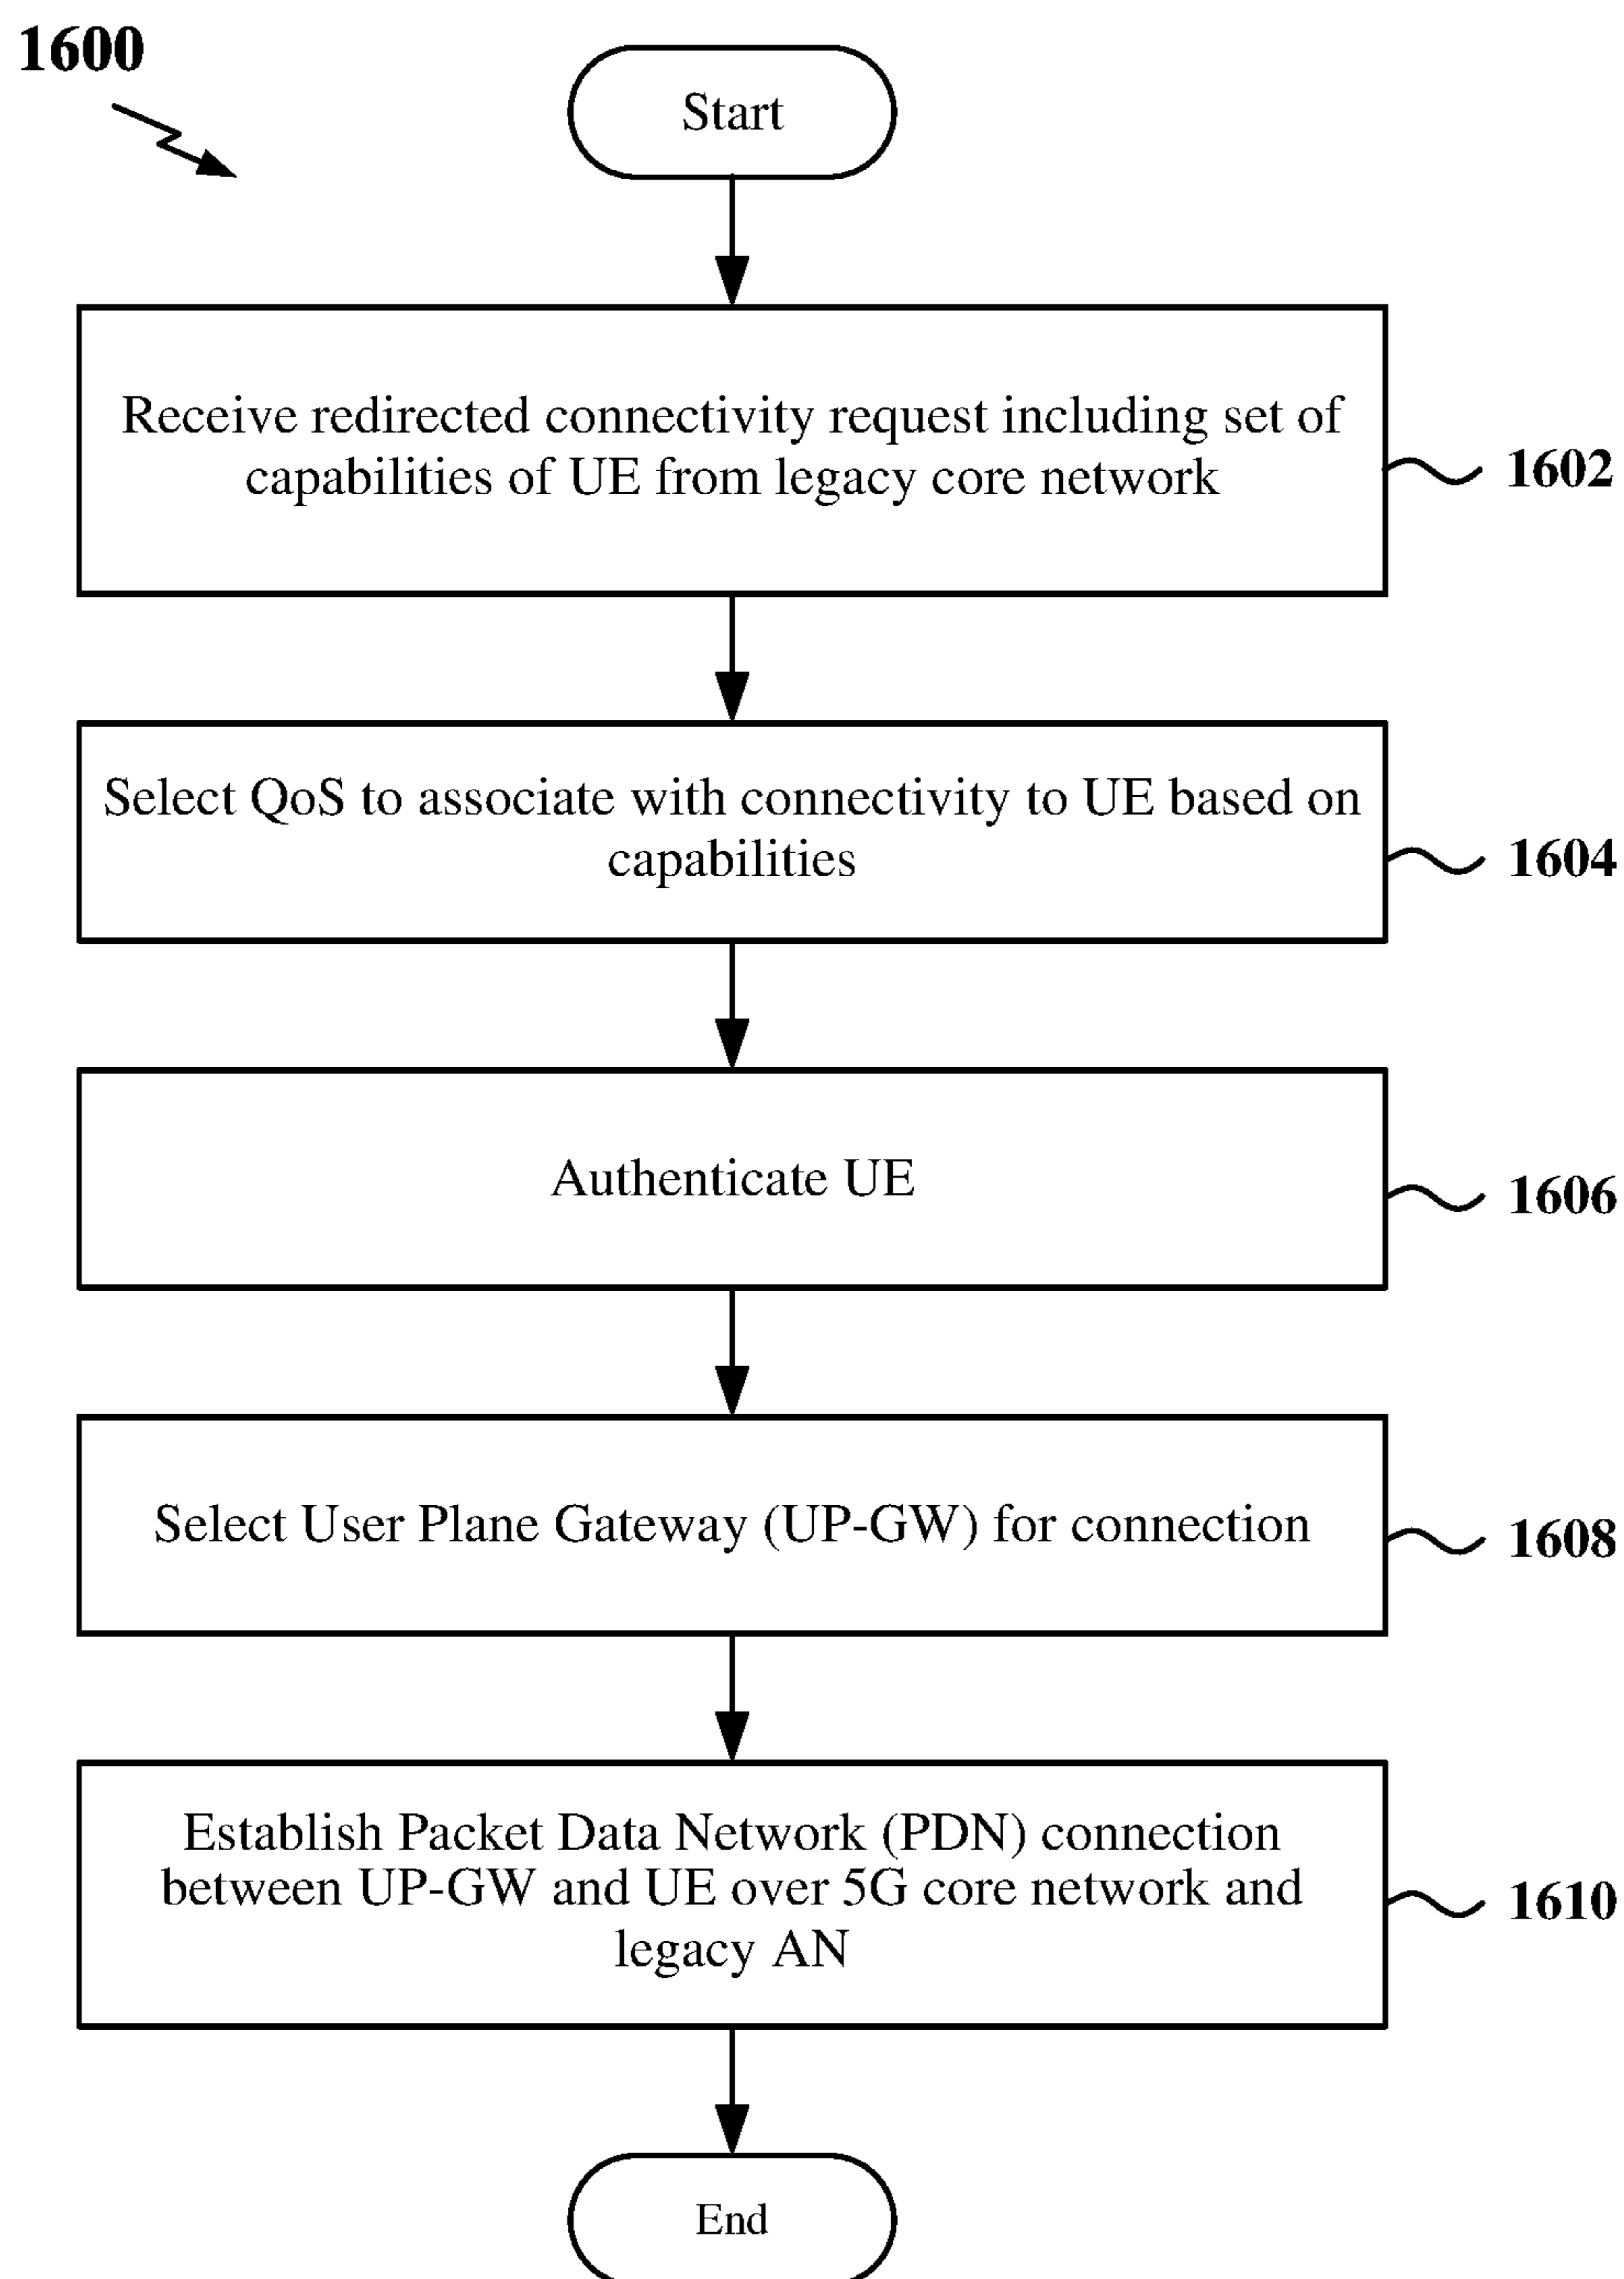 1600
Start
Receive redirected connectivity request including set of
capabilities of UE from legacy core network
1602
Select QoS to associate with connectivity to UE based on
capabilities
1604
Authenticate UE
1606
Select User Plane Gateway (UP-GW) for connection
1608
Establish Packet Data Network (PDN) connection
between UP-GW and UE over 5G core network and
legacy AN
1610
End